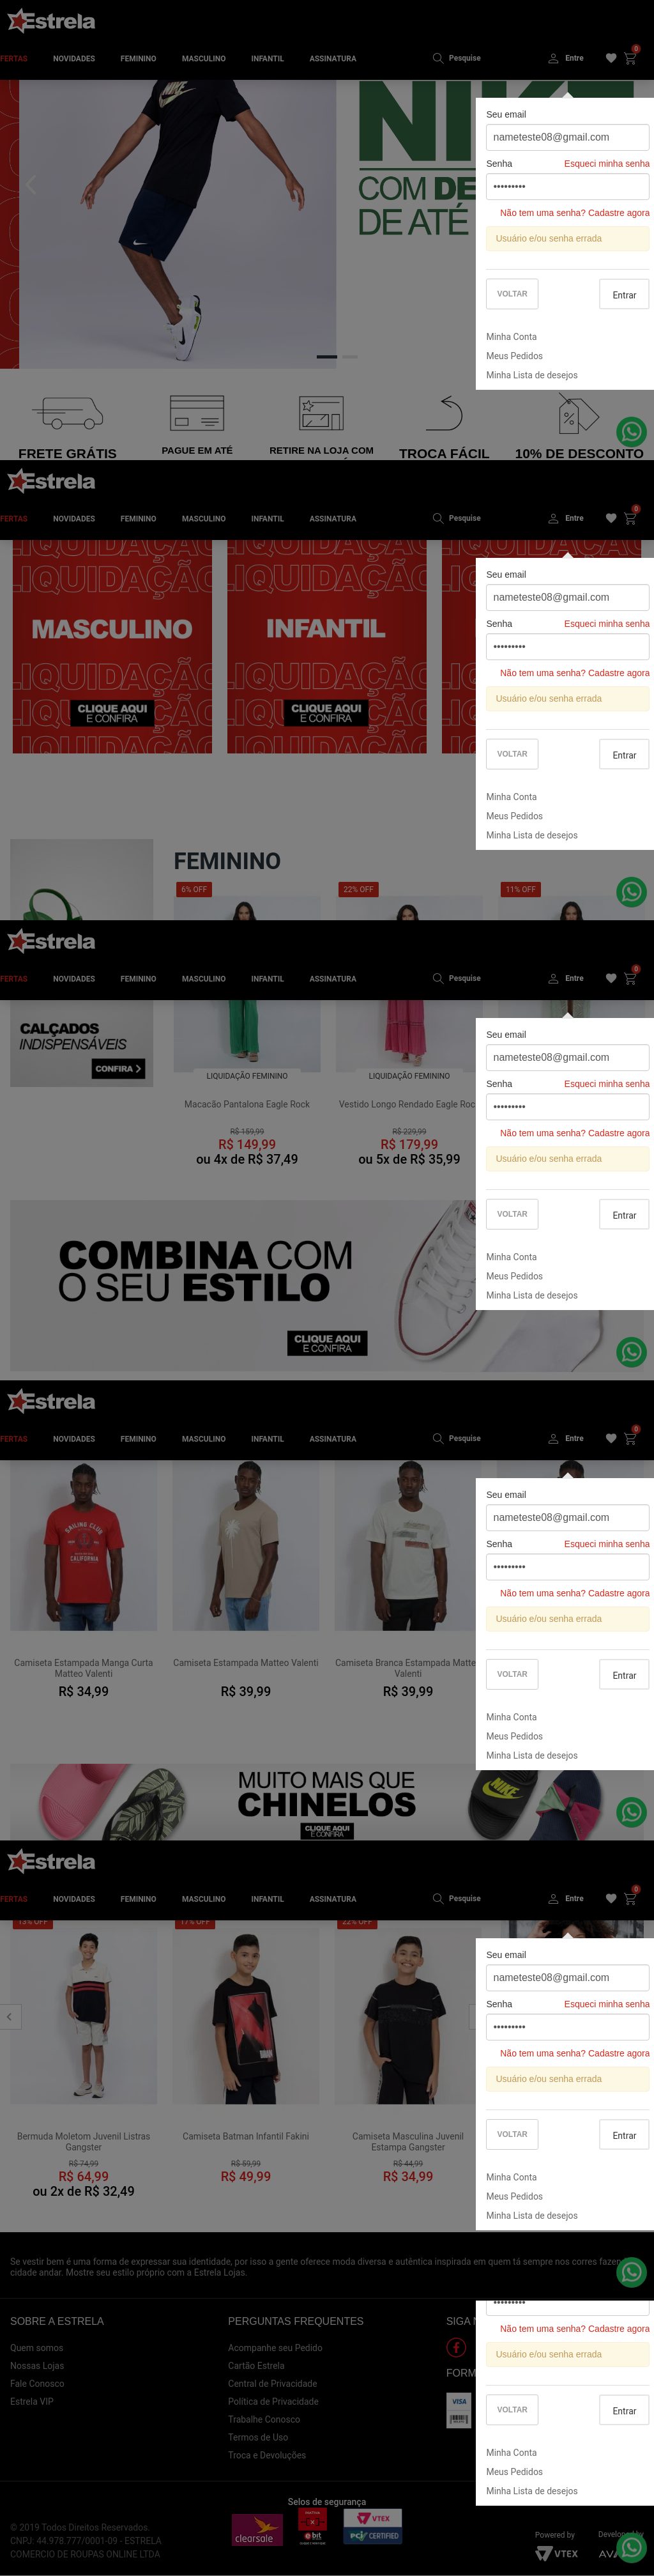 Estrela
FERTAS NOVIDADES FEMININO MASCULINO INFANTIL ASSINATURA Pesquise Entre 0
COM DE
DE ATÉ
Seu email
nameteste08@gmail.com
Senha Esqueci minha senha
•••••••••
Não tem uma senha? Cadastre agora
Usuário e/ou senha errada
VOLTAR Entrar
Minha Conta
Meus Pedidos
Minha Lista de desejos
FRETE GRÁTIS
PAGUE EM ATÉ
RETIRE NA LOJA COM
TROCA FÁCIL
10% DE DESCONTO
Estrela
FERTAS NOVIDADES FEMININO MASCULINO INFANTIL ASSINATURA Pesquise Entre 0
LIQUIDAÇÃO
MASCULINO
CLIQUE AQUI
E CONFIRA
LIQUIDAÇÃO
INFANTIL
CLIQUE AQUI
E CONFIRA
CLIQUE AQUI
E CONFIRA
Seu email
nameteste08@gmail.com
Senha Esqueci minha senha
•••••••••
Não tem uma senha? Cadastre agora
Usuário e/ou senha errada
VOLTAR Entrar
Minha Conta
Meus Pedidos
Minha Lista de desejos
FEMININO
6% OFF 22% OFF 11% OFF
Estrela
FERTAS NOVIDADES FEMININO MASCULINO INFANTIL ASSINATURA Pesquise Entre 0
CALÇADOS
INDISPENSÁVEIS
CONFIRA
LIQUIDAÇÃO FEMININO
Macacão Pantalona Eagle Rock
R$ 159,99
R$ 149,99
ou 4x de R$ 37,49
LIQUIDAÇÃO FEMININO
Vestido Longo Rendado Eagle Roc
R$ 229,99
R$ 179,99
ou 5x de R$ 35,99
Seu email
nameteste08@gmail.com
Senha Esqueci minha senha
•••••••••
Não tem uma senha? Cadastre agora
Usuário e/ou senha errada
VOLTAR Entrar
Minha Conta
Meus Pedidos
Minha Lista de desejos
COMBINA COM
O SEU ESTILO
CLIQUE AQUI
E CONFIRA
Estrela
FERTAS NOVIDADES FEMININO MASCULINO INFANTIL ASSINATURA Pesquise Entre 0
SAILING CLUB
CALIFORNIA
Camiseta Estampada Manga Curta
Matteo Valenti
R$ 34,99
Camiseta Estampada Matteo Valenti
R$ 39,99
Camiseta Branca Estampada Matte
Valenti
R$ 39,99
Seu email
nameteste08@gmail.com
Senha Esqueci minha senha
•••••••••
Não tem uma senha? Cadastre agora
Usuário e/ou senha errada
VOLTAR Entrar
Minha Conta
Meus Pedidos
Minha Lista de desejos
MUITO MAIS QUE
CHINELOS
CLIQUE AQUI
E CONFIRA
Estrela
FERTAS NOVIDADES FEMININO MASCULINO INFANTIL ASSINATURA Pesquise Entre 0
13% OFF 17% OFF 22% OFF
Bermuda Moletom Juvenil Listras
Gangster
R$ 74,99
R$ 64,99
ou 2x de R$ 32,49
Camiseta Batman Infantil Fakini
R$ 59,99
R$ 49,99
Camiseta Masculina Juvenil
Estampa Gangster
R$ 44,99
R$ 34,99
Seu email
nameteste08@gmail.com
Senha Esqueci minha senha
•••••••••
Não tem uma senha? Cadastre agora
Usuário e/ou senha errada
VOLTAR Entrar
Minha Conta
Meus Pedidos
Minha Lista de desejos
Se vestir bem é uma forma de expressar sua identidade, por isso a gente oferece moda diversa e autêntica inspirada em quem tá sempre nos corres fazen
cidade andar. Mostre seu estilo próprio com a Estrela Lojas.
SOBRE A ESTRELA
Quem somos
Nossas Lojas
Fale Conosco
Estrela VIP
PERGUNTAS FREQUENTES
Acompanhe seu Pedido
Cartão Estrela
Central de Privacidade
Política de Privacidade
Trabalhe Conosco
Termos de Uso
Troca e Devoluções
SIGA
FORM
VISA
•••••••••
Não tem uma senha? Cadastre agora
Usuário e/ou senha errada
VOLTAR Entrar
Minha Conta
Meus Pedidos
Minha Lista de desejos
Selos de segurança
© 2019 Todos Direitos Reservados.
CNPJ: 44.978.777/0001-09 - ESTRELA
COMERCIO DE ROUPAS ONLINE LTDA
clearsale
ebit
VTEX
PCI CERTIFIED
Powered by
VTEX
Developed by